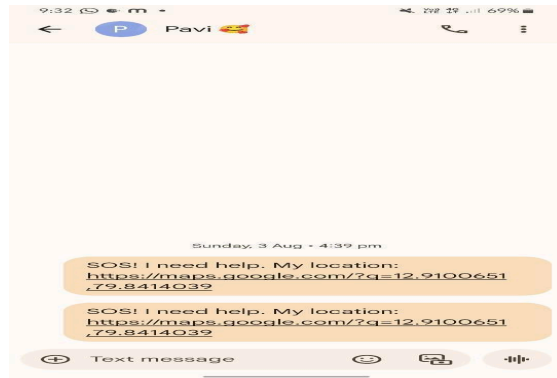 9:32
69%
P Pavi
Sunday, 3 Aug • 4:39 pm
SOS! I need help. My location:
https://maps.google.com/?q=12.9100651
,79.8414039
SOS! I need help. My location:
https://maps.google.com/?q=12.9100651
,79.8414039
Text message